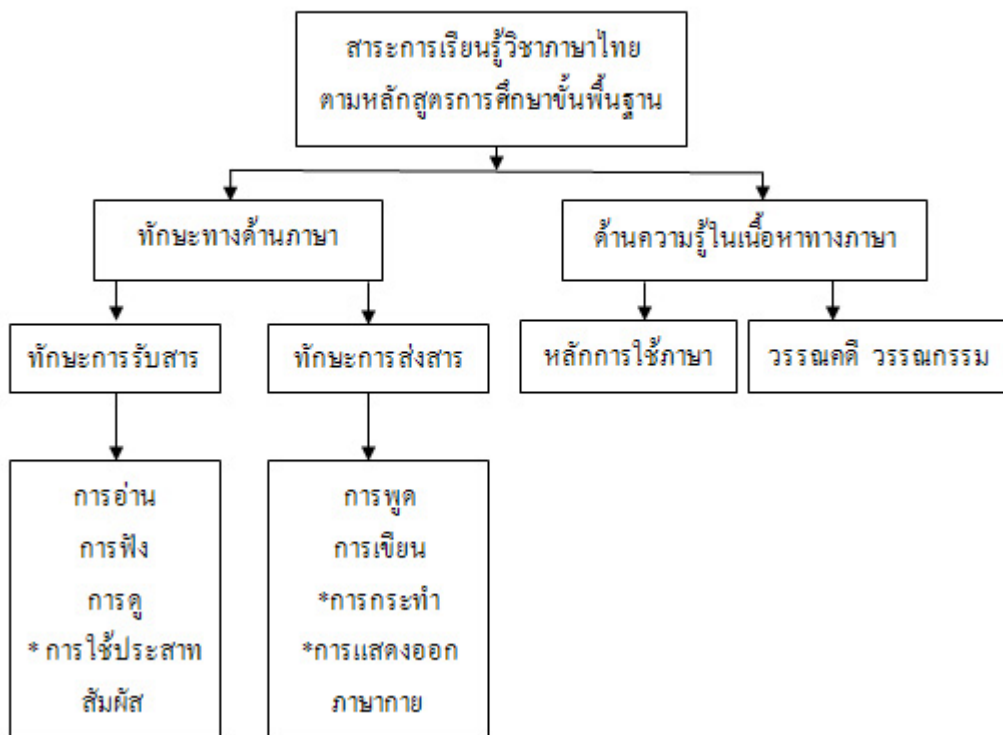 สาระการเรียนรู้วิชาภาษาไทย
ตามหลักสูตรการศึกษาขั้นพื้นฐาน
ทักษะทางด้านภาษา
ด้านความรู้ในเนื้อหาทางภาษา
ทักษะการรับสาร
ทักษะการส่งสาร
หลักการใช้ภาษา
วรรณคดี วรรณกรรม
การอ่าน
การฟัง
การดู
* การใช้ประสาท
สัมผัส
การพูด
การเขียน
*การกระทำ
*การแสดงออก
ภาษากาย